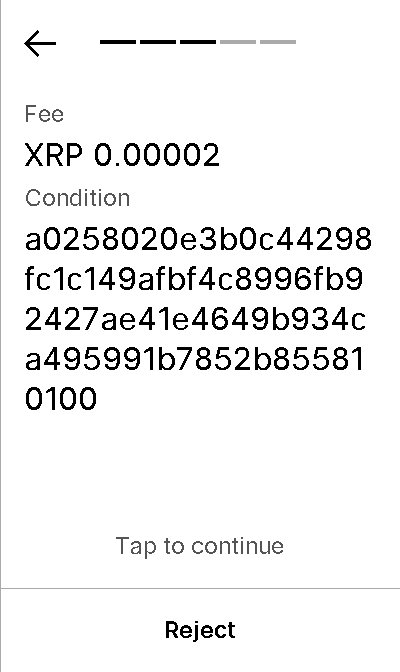 Fee
XRP 0.00002
Condition
a0258020e3b0c44298
fc1c149afbf4c8996fb9
2427ae41e4649b934c
a495991b7852b85581
0100
Tap to continue
Reject